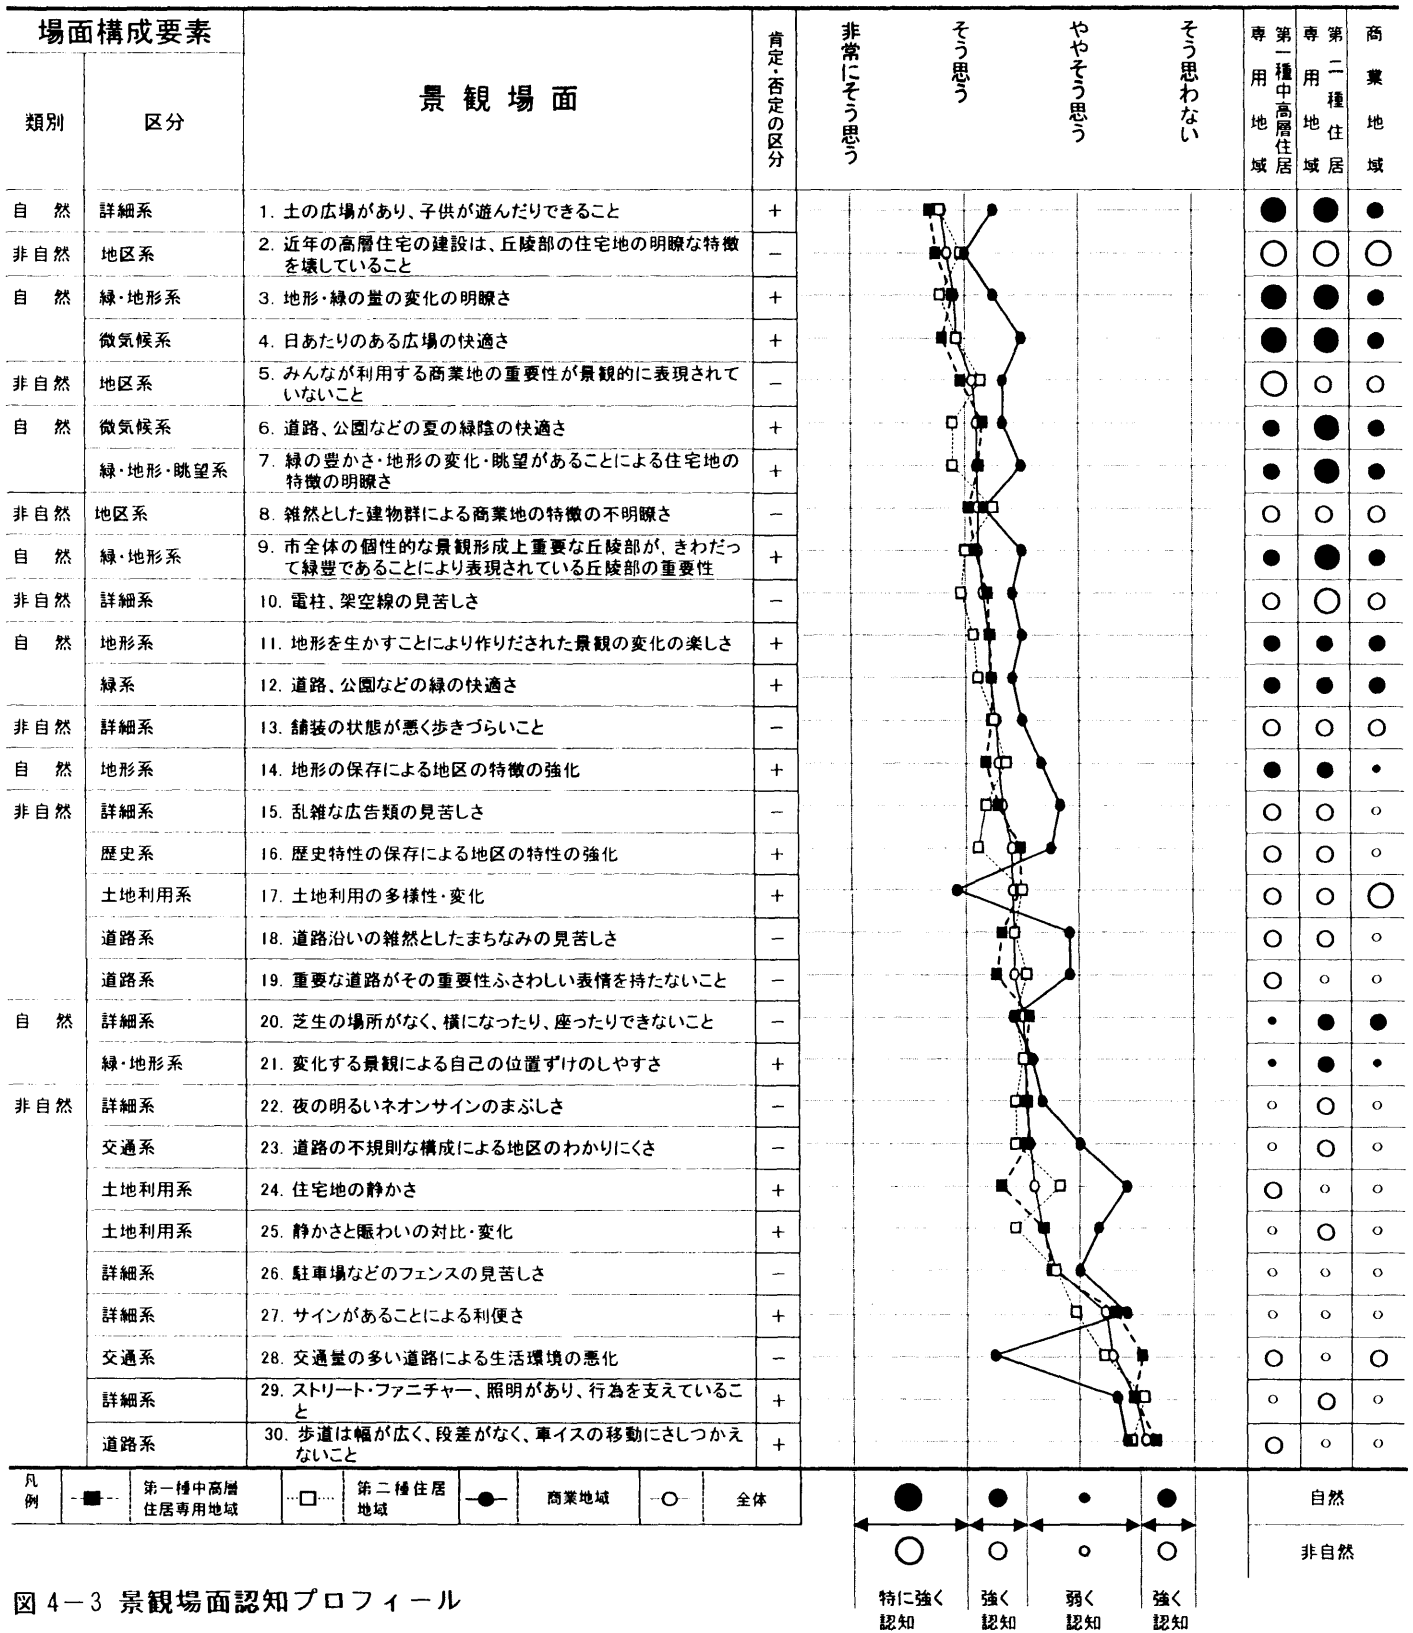 場面構成要素
類別
区分
景観場面
肯定・否定の区分
非常にそう思う
そう思う
ややそう思う
そう思わない
第一種中高層住居専用地域
第二種住居専用地域
商業地域
自 然 詳細系 1. 土の広場があり、子供が遊んだりできること +
非自然 地区系 2. 近年の高層住宅の建設は、丘陵部の住宅地の明瞭な特徴
を壊していること −
自 然 緑・地形系 3. 地形・緑の量の変化の明瞭さ +
微気候系 4. 日あたりのある広場の快適さ +
非自然 地区系 5. みんなが利用する商業地の重要性が景観的に表現されて
いないこと −
自 然 微気候系 6. 道路、公園などの夏の緑陰の快適さ +
緑・地形・眺望系 7. 緑の豊かさ・地形の変化・眺望があることによる住宅地の
特徴の明瞭さ +
非自然 地区系 8. 雑然とした建物群による商業地の特徴の不明瞭さ −
自 然 緑・地形系 9. 市全体の個性的な景観形成上重要な丘陵部が、きわだっ
て緑豊であることにより表現されている丘陵部の重要性 +
非自然 詳細系 10. 電柱、架空線の見苦しさ −
自 然 地形系 11. 地形を生かすことにより作りだされた景観の変化の楽しさ +
緑系 12. 道路、公園などの緑の快適さ +
非自然 詳細系 13. 舗装の状態が悪く歩きづらいこと −
自 然 地形系 14. 地形の保存による地区の特徴の強化 +
非自然 詳細系 15. 乱雑な広告類の見苦しさ −
歴史系 16. 歴史特性の保存による地区の特性の強化 +
土地利用系 17. 土地利用の多様性・変化 +
道路系 18. 道路沿いの雑然としたまちなみの見苦しさ −
道路系 19. 重要な道路がその重要性ふさわしい表情を持たないこと −
自 然 詳細系 20. 芝生の場所がなく、横になったり、座ったりできないこと −
緑・地形系 21. 変化する景観による自己の位置ずけのしやすさ +
非自然 詳細系 22. 夜の明るいネオンサインのまぶしさ −
交通系 23. 道路の不規則な構成による地区のわかりにくさ −
土地利用系 24. 住宅地の静かさ +
土地利用系 25. 静かさと賑わいの対比・変化 +
詳細系 26. 駐車場などのフェンスの見苦しさ −
詳細系 27. サインがあることによる利便さ +
交通系 28. 交通量の多い道路による生活環境の悪化 −
詳細系 29. ストリート・ファニチャー、照明があり、行為を支えているこ
と +
道路系 30. 歩道は幅が広く、段差がなく、車イスの移動にさしつかえ
ないこと +
凡例
第一種中高層
住居専用地域
第二種住居
地域
商業地域
全体
自然
非自然
特に強く
認知
強く
認知
弱く
認知
強く
認知
図4−3 景観場面認知プロフィール